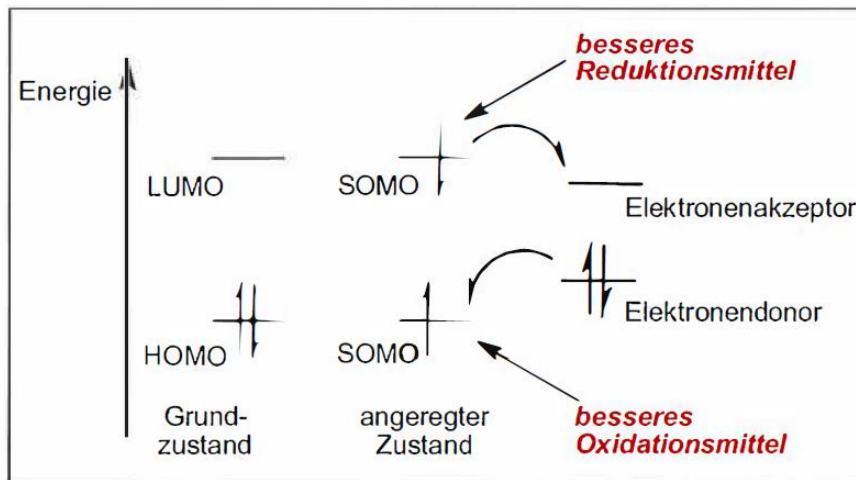 besseres
Reduktionsmittel
Energie
LUMO
SOMO
Elektronenakzeptor
HOMO
SOMO
Elektronendonor
Grund-
zustand
angeregter
Zustand
besseres
Oxidationsmittel